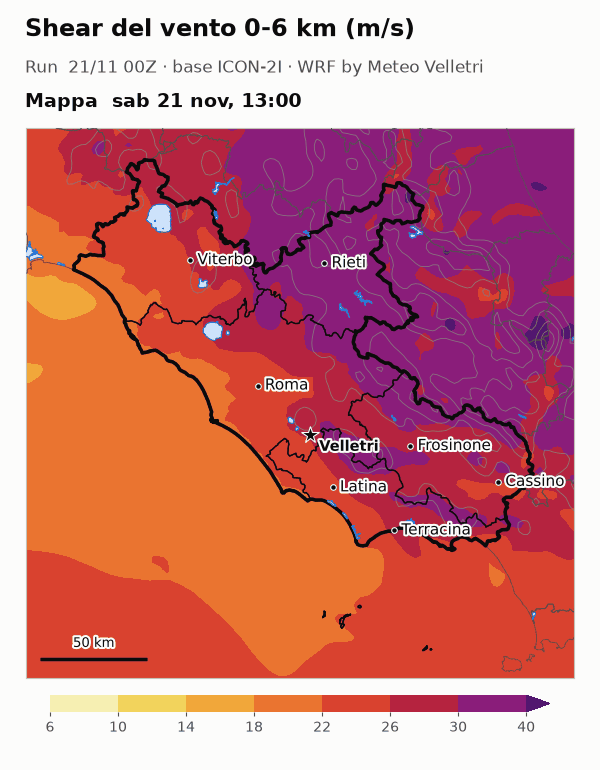 Shear del vento 0-6 km (m/s)
Run  21/11 00Z · base ICON-2I · WRF by Meteo Velletri
Mappa  sab 21 nov, 13:00
Viterbo
Rieti
Roma
Velletri
Frosinone
Cassino
Latina
Terracina
50 km
6 10 14 18 22 26 30 40